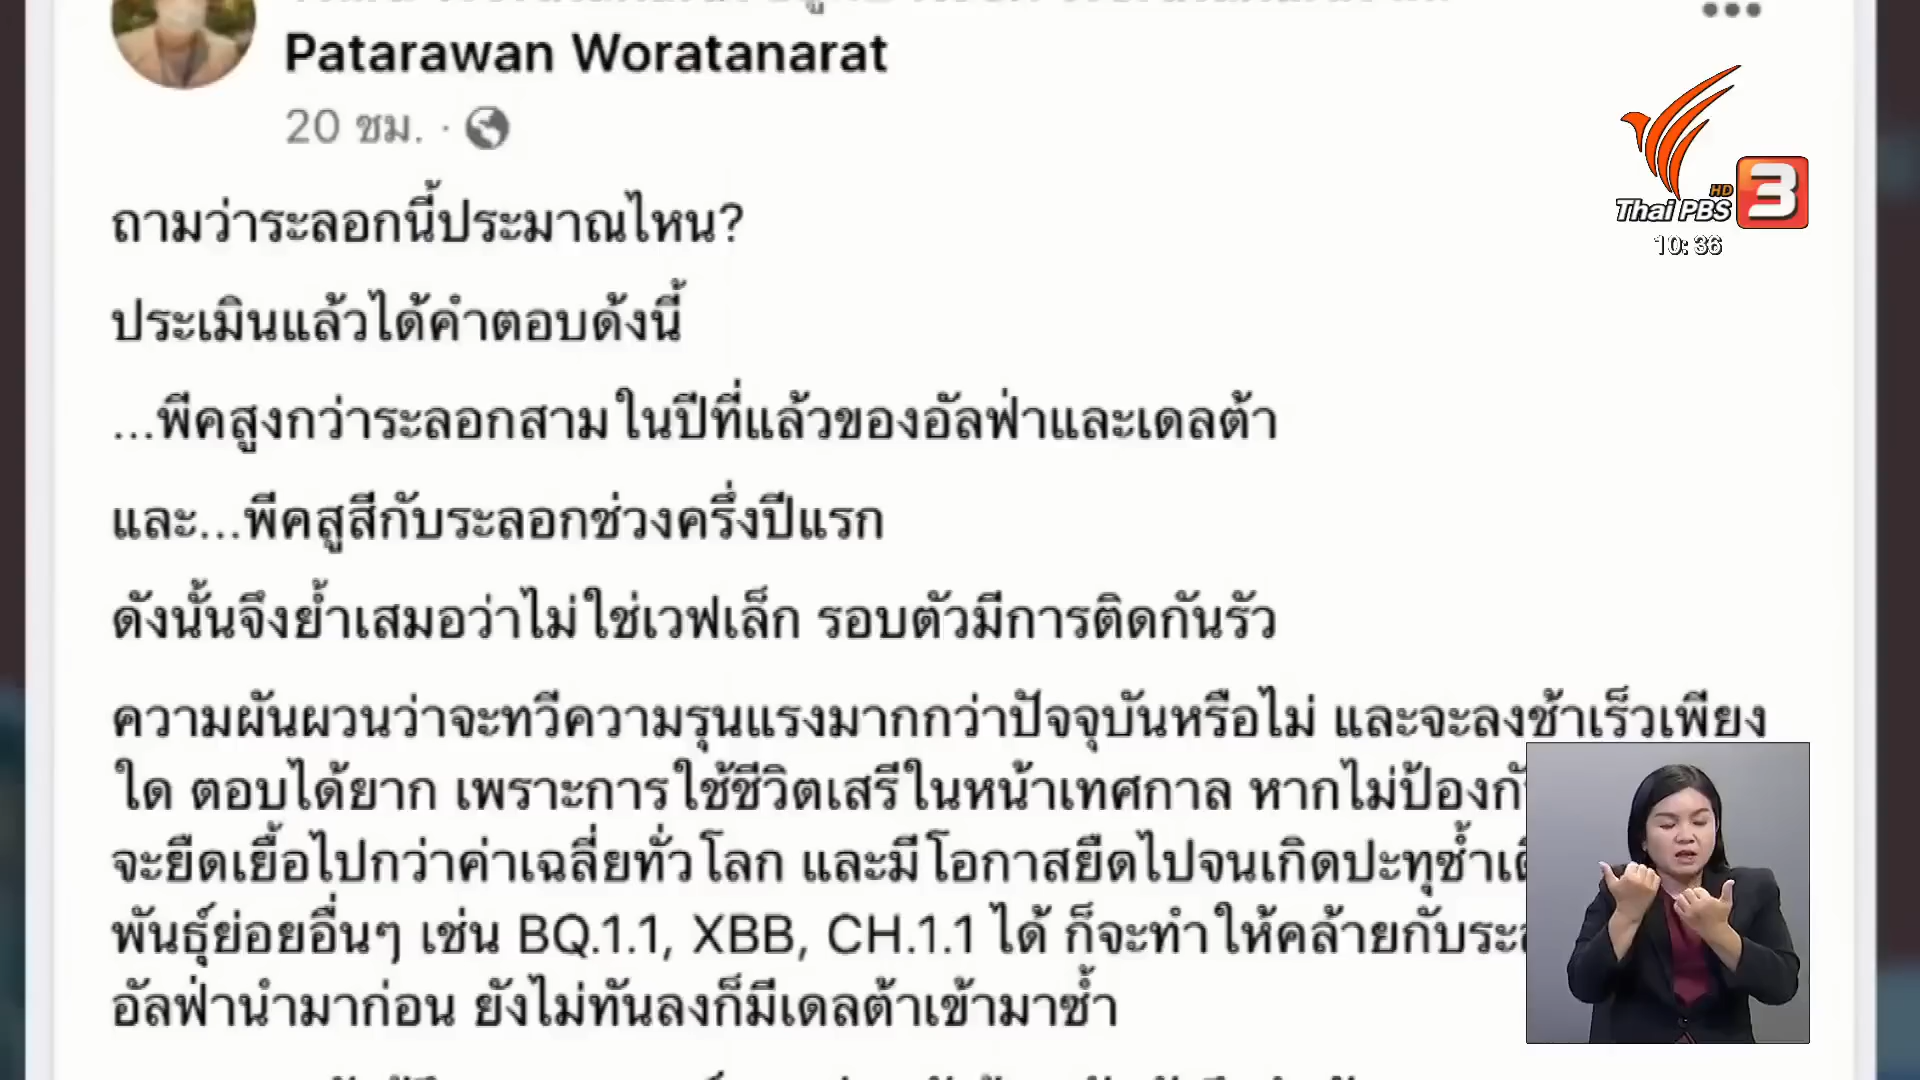 Patarawan Woratanarat
20 ชม. ·
HD
Thai PBS 3
10:36
ถามว่าระลอกนี้ประมาณไหน?
ประเมินแล้วได้คำตอบดั้งนี้
...พีคสูงกว่าระลอกสาม ในปีที่แล้วของอัลฟ่าและเดลต้า
และ...พีคสูสีกับระลอกช่วงครึ่งปีแรก
ดังนั้นจึงย้ำเสมอว่าไม่ใช่เวฟเล็ก รอบตัวมีการติดกันรัว
ความผันผวนว่าจะทวีความรุนแรงมากกว่าปัจจุบันหรือไม่ และจะลงช้าเร็วเพียง
ใด ตอบได้ยาก เพราะการใช้ชีวิตเสรีในหน้าเทศกาล หากไม่ป้องกั
จะยืดเยื้อไปกว่าค่าเฉลี่ยทั่วโลก และมีโอกาสยืดไปจนเกิดปะทุซ้ำ
พันธุ์ย่อยอื่นๆ เช่น BQ.1.1, XBB, CH.1.1 ได้ ก็จะทำให้คล้ายกับ
อัลฟ่านำมาก่อน ยังไม่ทันลงก็มีเดลต้าเข้ามาซ้ำ